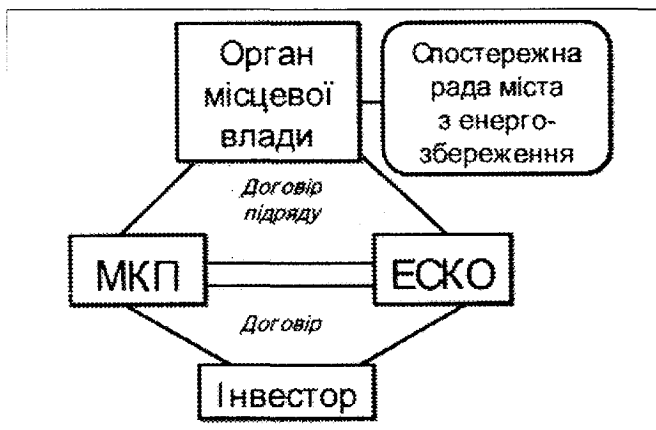 Орган
місцевої
влади
Спостережна
рада міста
з енерго-
збереження
Договір
підряду
МКП
ЕСКО
Договір
Інвестор